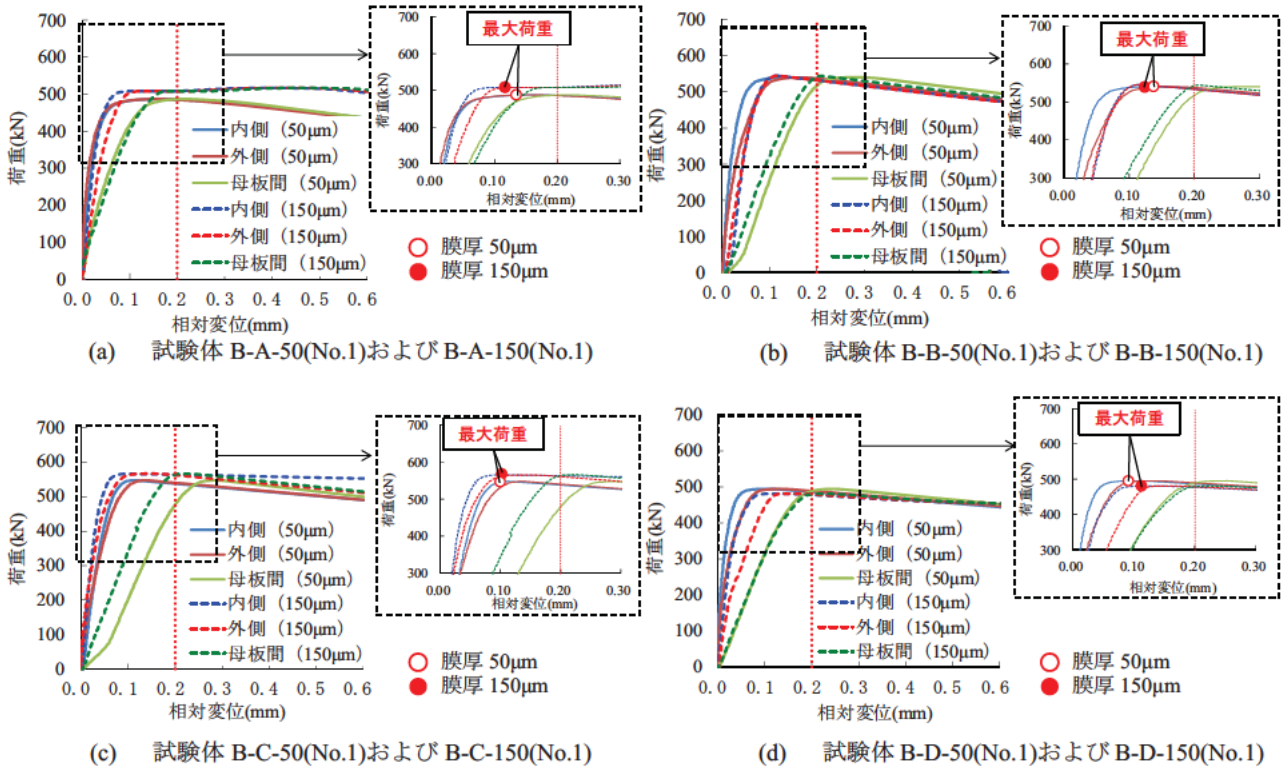 700
600
500
400
300
200
100
0
荷重(kN)
0.0 0.1 0.2 0.3 0.4 0.5 0.6
相対変位(mm)
内側（50μm）
外側（50μm）
母板間（50μm）
内側（150μm）
外側（150μm）
母板間（150μm）
最大荷重
700
600
500
400
300
荷重(kN)
0.00 0.10 0.20 0.30
相対変位(mm)
膜厚 50μm
膜厚 150μm
(a) 試験体 B-A-50(No.1)および B-A-150(No.1)
700
600
500
400
300
200
100
0
荷重(kN)
0.0 0.1 0.2 0.3 0.4 0.5 0.6
相対変位(mm)
内側（50μm）
外側（50μm）
母板間（50μm）
内側（150μm）
外側（150μm）
母板間（150μm）
最大荷重
700
600
500
400
300
荷重(kN)
0.00 0.10 0.20 0.30
相対変位(mm)
膜厚 50μm
膜厚 150μm
(b) 試験体 B-B-50(No.1)および B-B-150(No.1)
700
600
500
400
300
200
100
0
荷重(kN)
0.0 0.1 0.2 0.3 0.4 0.5 0.6
相対変位(mm)
内側（50μm）
外側（50μm）
母板間（50μm）
内側（150μm）
外側（150μm）
母板間（150μm）
最大荷重
700
600
500
400
300
荷重(kN)
0.00 0.10 0.20 0.30
相対変位(mm)
膜厚 50μm
膜厚 150μm
(c) 試験体 B-C-50(No.1)および B-C-150(No.1)
700
600
500
400
300
200
100
0
荷重(kN)
0.0 0.1 0.2 0.3 0.4 0.5 0.6
相対変位(mm)
内側（50μm）
外側（50μm）
母板間（50μm）
内側（150μm）
外側（150μm）
母板間（150μm）
最大荷重
700
600
500
400
300
荷重(kN)
0.00 0.10 0.20 0.30
相対変位(mm)
膜厚 50μm
膜厚 150μm
(d) 試験体 B-D-50(No.1)および B-D-150(No.1)